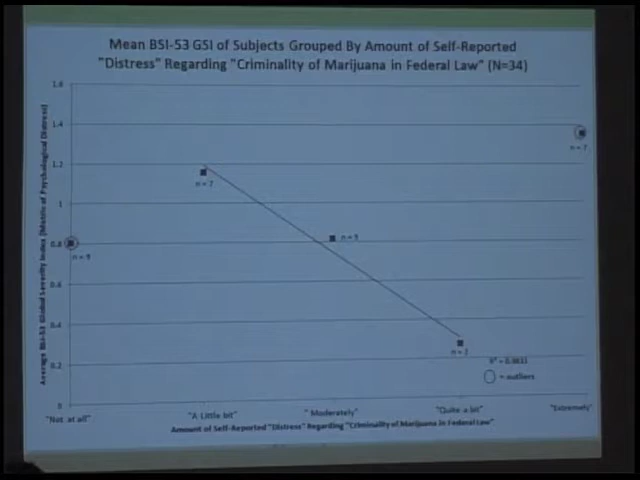 Mean BSI-53 GSI of Subjects Grouped By Amount of Self-Reported
"Distress" Regarding "Criminality of Marijuana in Federal Law" (N=34)
1.6
1.4
1.2
1
0.8
0.6
0.4
0.2
0
Average BSI-53 Global Severity Index (Metric of Psychological Distress)
n = 9
n = 7
n = 7
= outliers
"Not at all"
"A Little bit"
"Moderately"
"Quite a bit"
"Extremely"
Amount of Self-Reported "Distress" Regarding "Criminality of Marijuana in Federal Law"